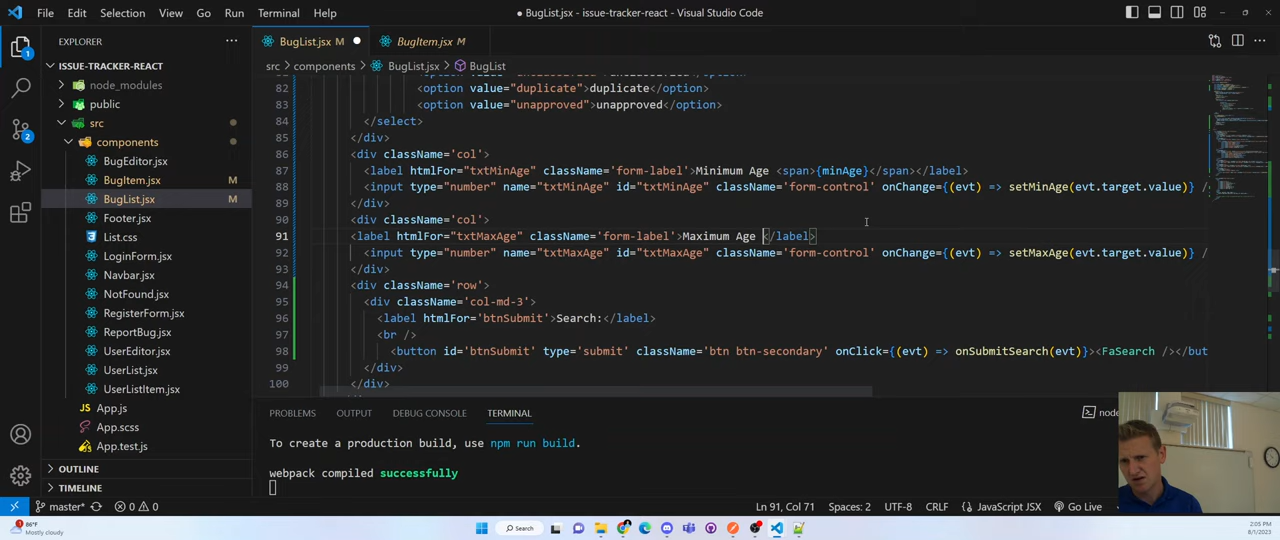 File Edit Selection View Go Run Terminal Help
BugList.jsx - issue-tracker-react - Visual Studio Code
EXPLORER
BugList.jsx M
BugItem.jsx M
src > components > BugList.jsx > BugList
ISSUE-TRACKER-REACT
node_modules
public
src
components
BugEditor.jsx
BugItem.jsx M
BugList.jsx M
Footer.jsx
List.css
LoginForm.jsx
Navbar.jsx
NotFound.jsx
RegisterForm.jsx
ReportBug.jsx
UserEditor.jsx
UserList.jsx
UserListItem.jsx
App.js
App.scss
App.test.js
OUTLINE
TIMELINE
82 <option value="duplicate">duplicate</option>
83 <option value="unapproved">unapproved</option>
84 </select>
85 </div>
86 <div className='col'>
87 <label htmlFor="txtMinAge" className='form-label'>Minimum Age <span>{minAge}</span></label>
88 <input type="number" name="txtMinAge" id="txtMinAge" className='form-control' onChange={(evt) => setMinAge(evt.target.value)} /
89 </div>
90 <div className='col'>
91 <label htmlFor="txtMaxAge" className='form-label'>Maximum Age </label>
92 <input type="number" name="txtMaxAge" id="txtMaxAge" className='form-control' onChange={(evt) => setMaxAge(evt.target.value)} /
93 </div>
94 <div className='row'>
95 <div className='col-md-3'>
96 <label htmlFor='btnSubmit'>Search:</label>
97 <br />
98 <button id='btnSubmit' type='submit' className='btn btn-secondary' onClick={(evt) => onSubmitSearch(evt)}><FaSearch /></but
99 </div>
100 </div>
PROBLEMS OUTPUT DEBUG CONSOLE TERMINAL
node
To create a production build, use npm run build.
webpack compiled successfully
master* 0 0
Ln 91, Col 71 Spaces: 2 UTF-8 CRLF JavaScript JSX Go Live
86°F
Mostly cloudy
Search
2:05 PM
8/1/2023